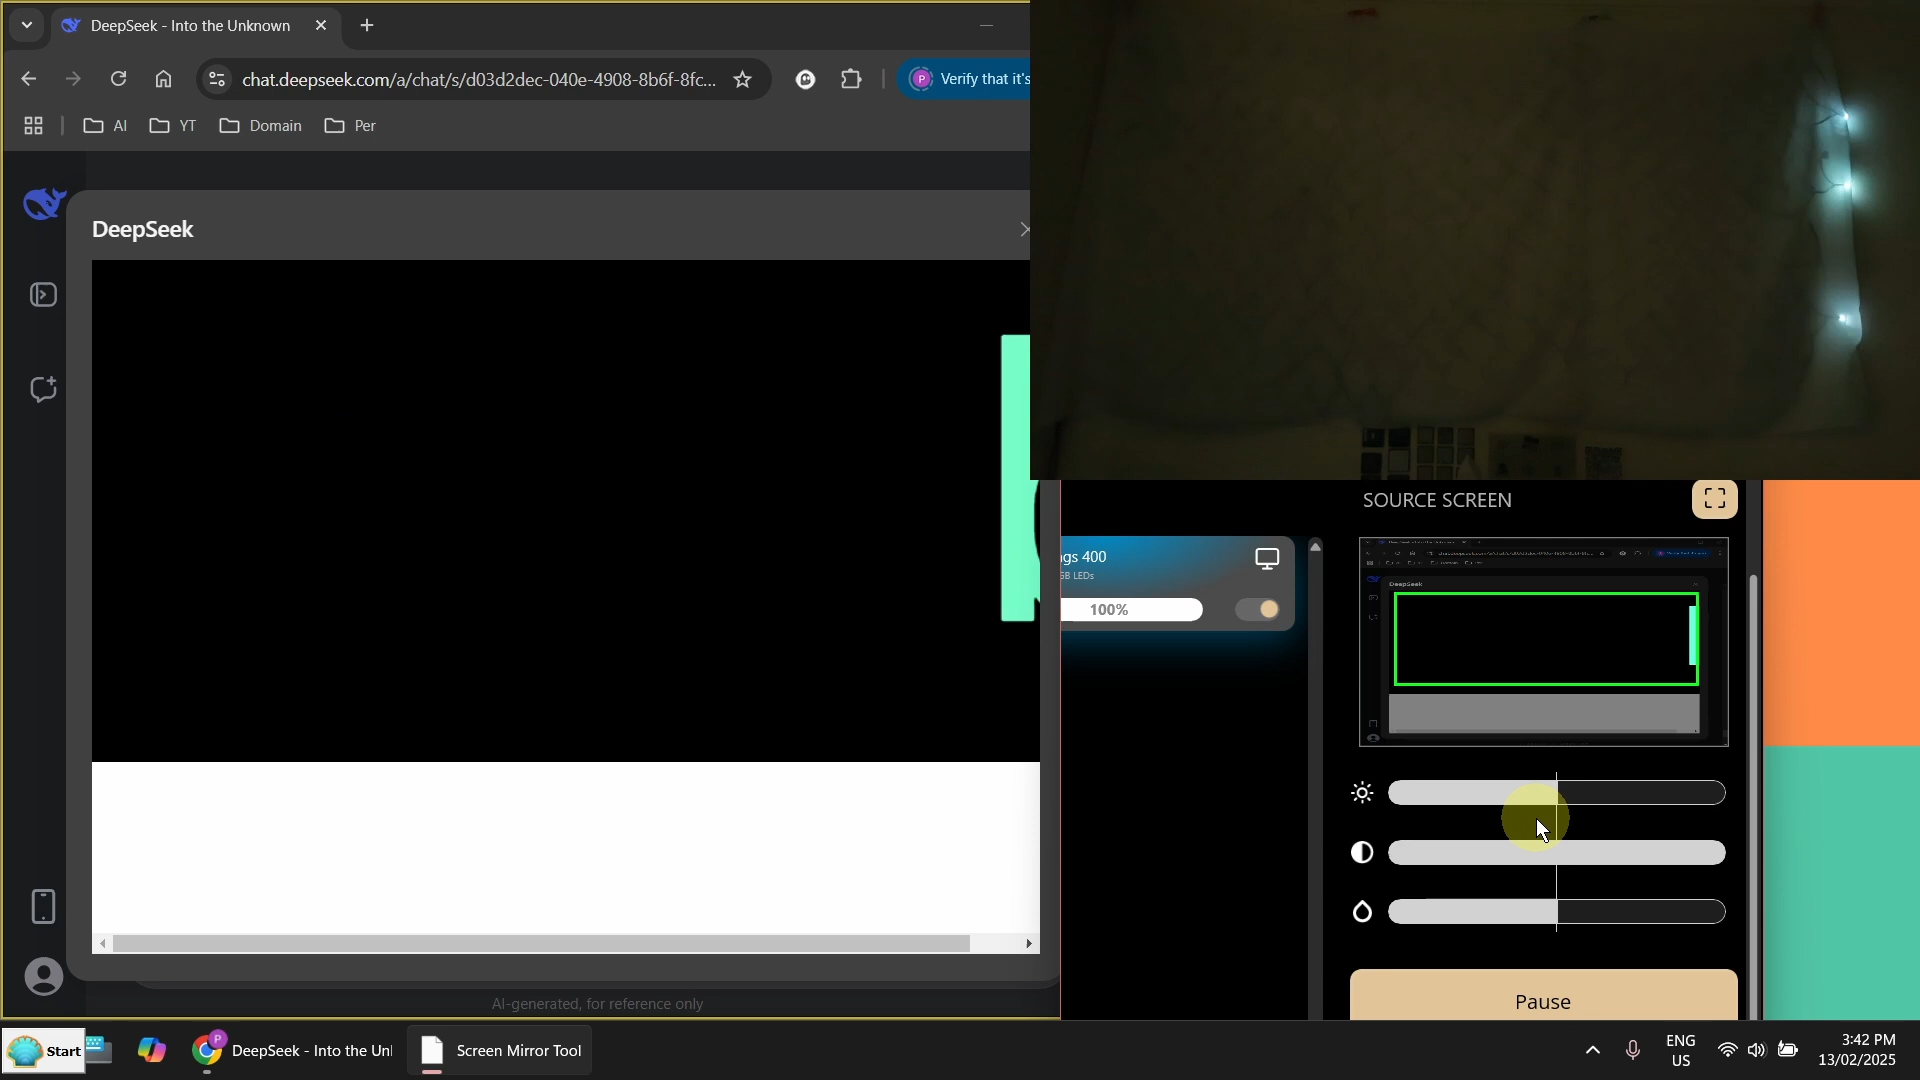 DeepSeek - Into the Unknown
chat.deepseek.com/a/chat/s/d03d2dec-040e-4908-8b6f-8fc...
P
Verify that it's
AI
YT
Domain
Per
DeepSeek
SOURCE SCREEN
gs 400
GB LEDs
100%
DeepSeek
Pause
AI-generated, for reference only
Start
P
DeepSeek - Into the Un
Screen Mirror Tool
ENG
US
3:42 PM
13/02/2025